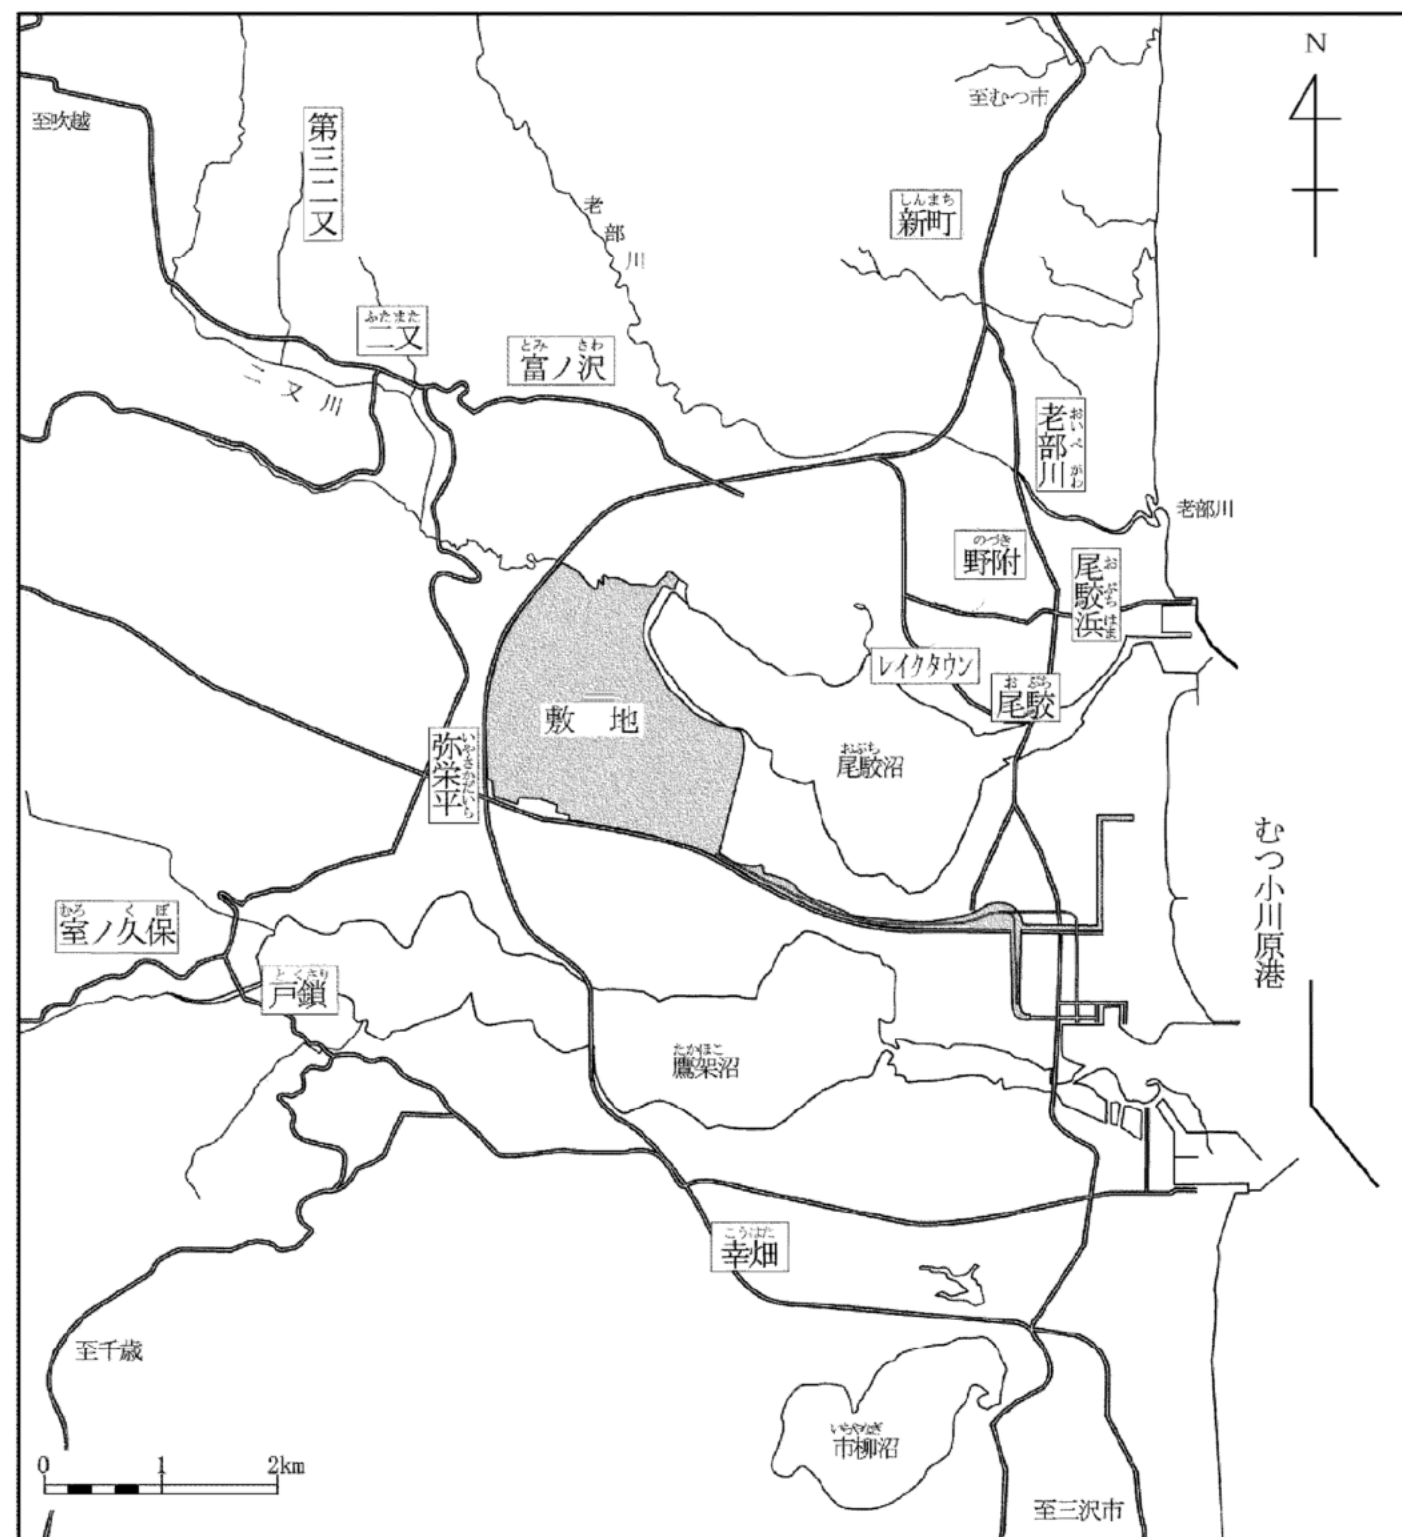 N
至むつ市
至吹越
第三二又
老部川
しんまち
新町
ふたまた
二又
とみ さわ
富ノ沢
二又川
おいべがわ
老部川
老部川
のづき
野附
おぶちはま
尾駮浜
レイクタウン
おぶち
尾駮
敷地
いやさかだいら
弥栄平
おぶち
尾駮沼
むつ小川原港
むろ くぼ
室ノ久保
とくさり
戸鎖
たかほこ
鷹架沼
こうはた
幸畑
至千歳
いちやなぎ
市柳沼
0 1 2km
至三沢市